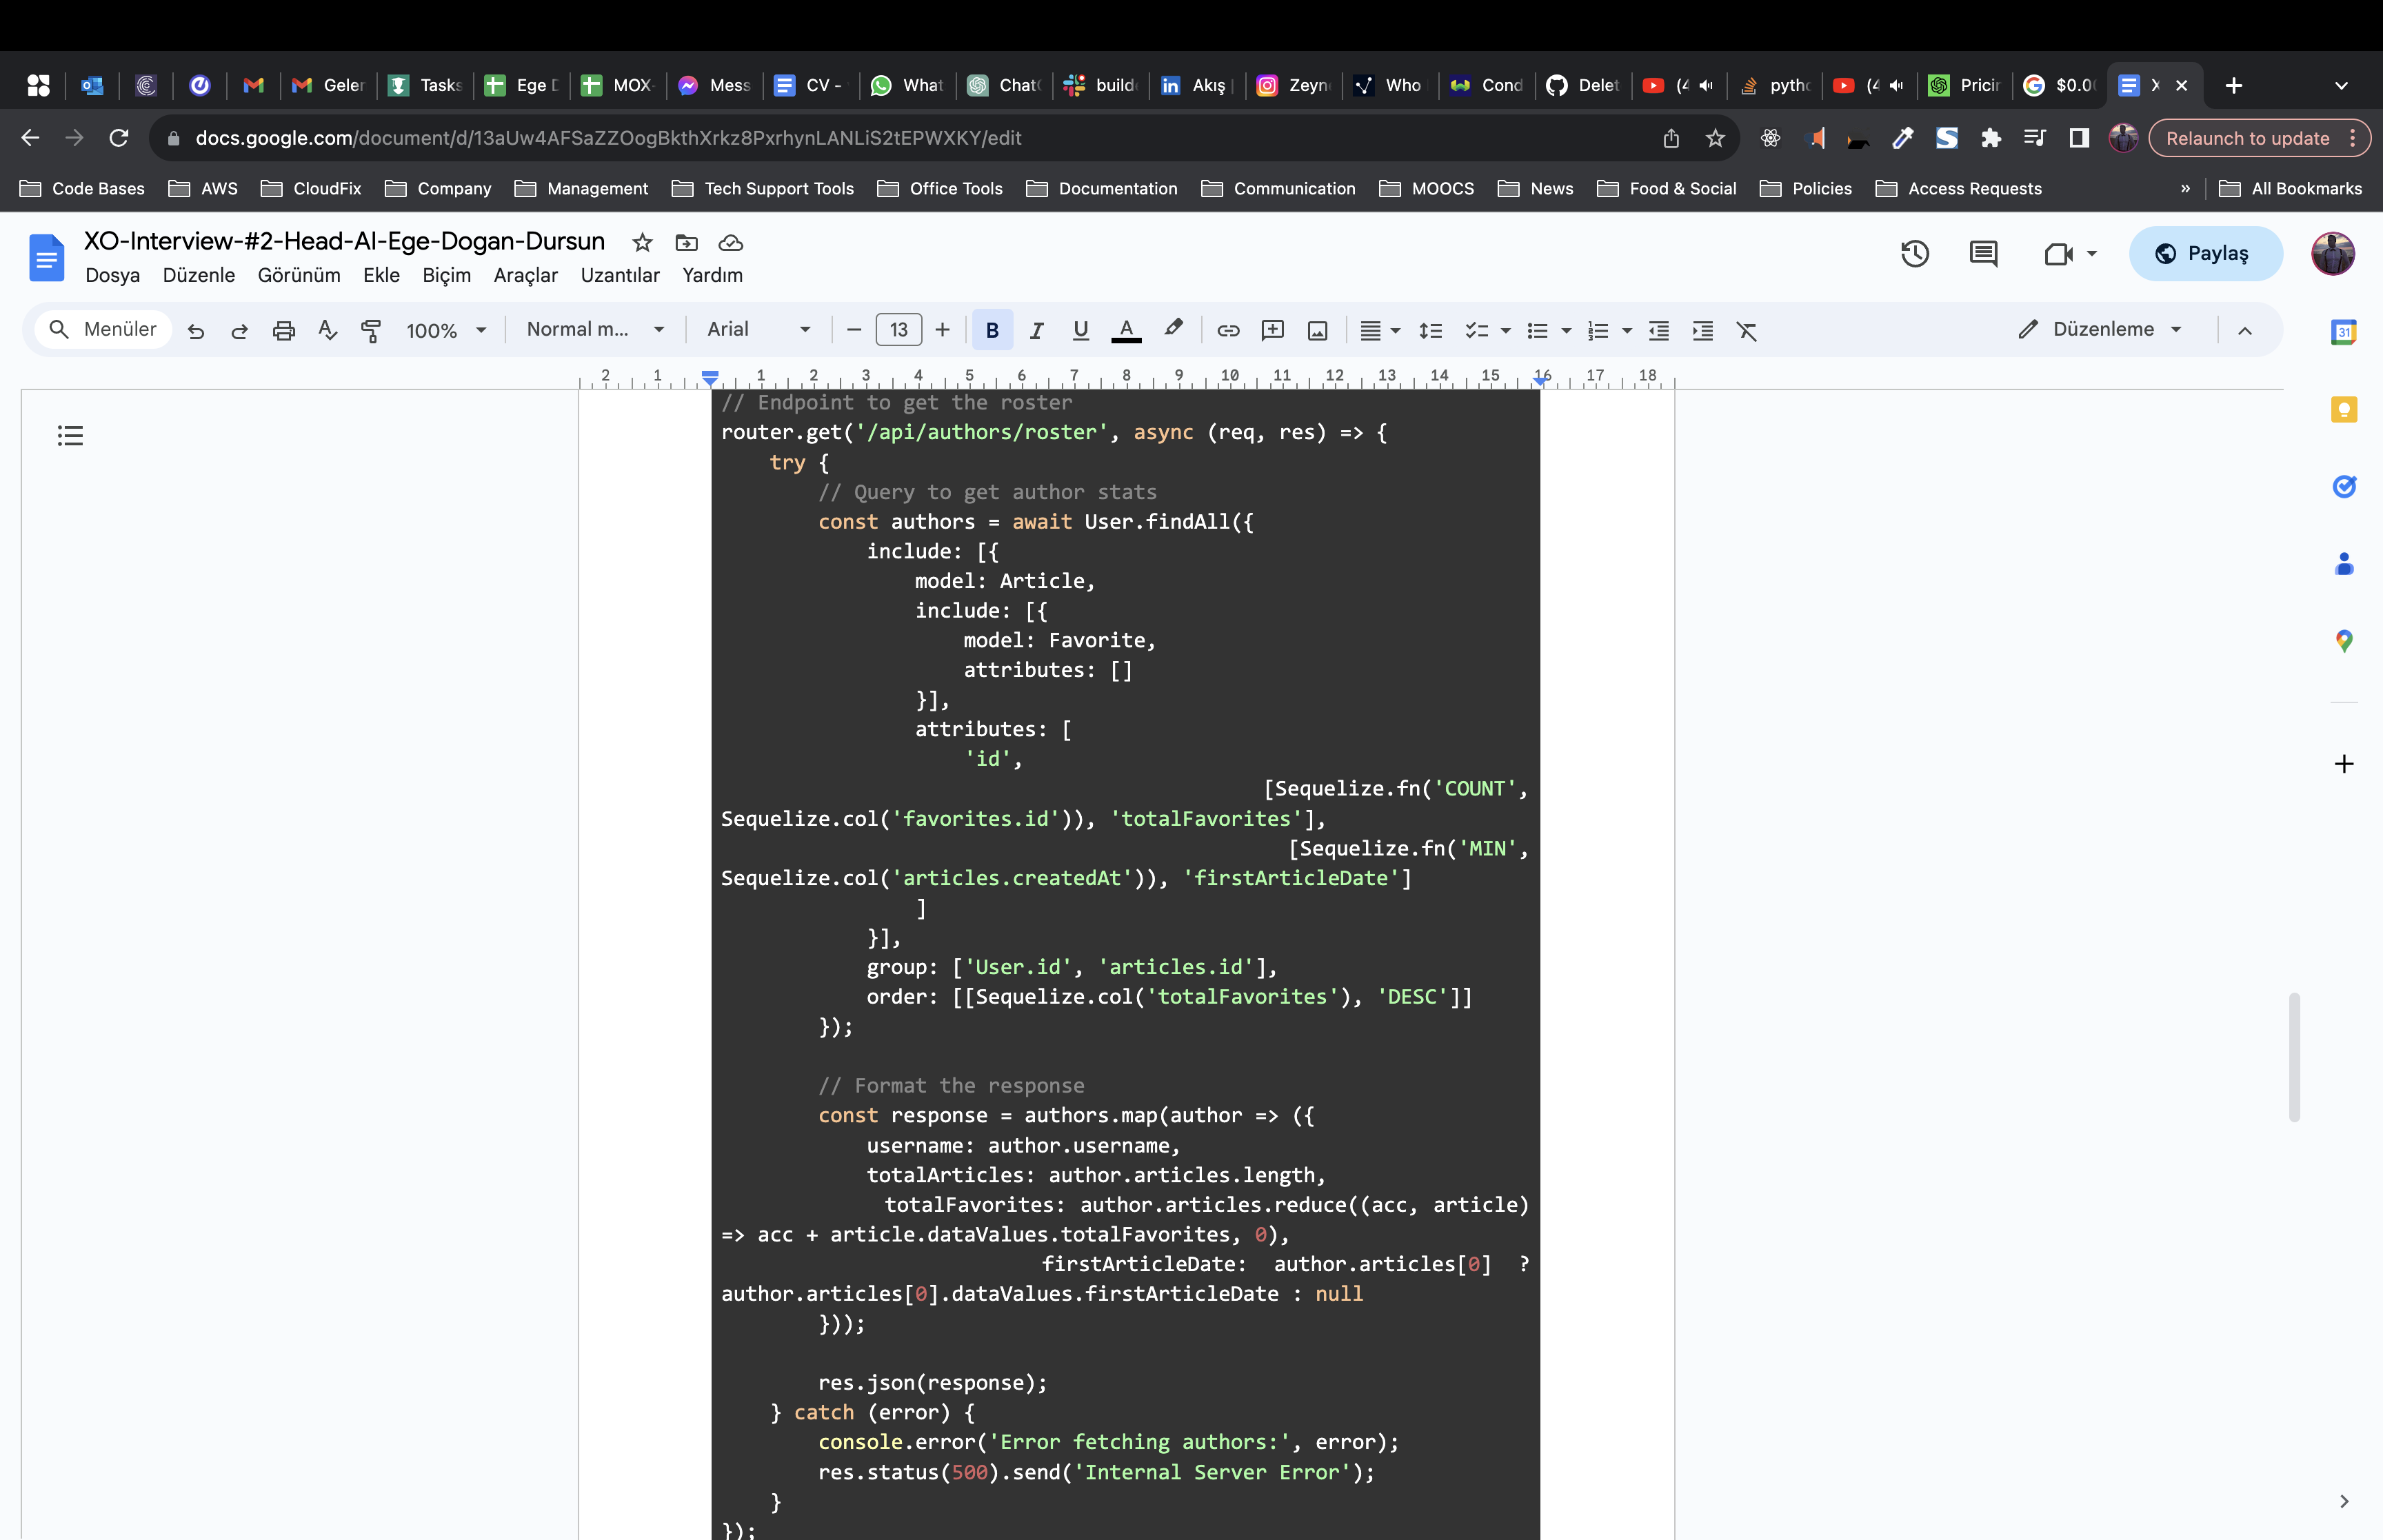 Geler
Tasks
Ege D
MOX-
Mess
CV -
What
Chat
build
Akış
Zeyn
Who
Cond
Delet
pytho
Pricin
$0.0
docs.google.com/document/d/13aUw4AFSaZZOogBkthXrkz8PxrhynLANLiS2tEPWXKY/edit
Relaunch to update
Code Bases AWS CloudFix Company Management Tech Support Tools Office Tools Documentation Communication MOOCS News Food & Social Policies Access Requests » All Bookmarks
XO-Interview-#2-Head-AI-Ege-Dogan-Dursun
Paylaş
Dosya Düzenle Görünüm Ekle Biçim Araçlar Uzantılar Yardım
Menüler 100% Normal m... Arial 13 B I U A Düzenleme
2 1 1 2 3 4 5 6 7 8 9 10 11 12 13 14 15 16 17 18
// Endpoint to get the roster
router.get('/api/authors/roster', async (req, res) => {
try {
// Query to get author stats
const authors = await User.findAll({
include: [{
model: Article,
include: [{
model: Favorite,
attributes: []
}],
attributes: [
'id',
[Sequelize.fn('COUNT',
Sequelize.col('favorites.id')), 'totalFavorites'],
[Sequelize.fn('MIN',
Sequelize.col('articles.createdAt')), 'firstArticleDate']
]
}],
group: ['User.id', 'articles.id'],
order: [[Sequelize.col('totalFavorites'), 'DESC']]
});
// Format the response
const response = authors.map(author => ({
username: author.username,
totalArticles: author.articles.length,
totalFavorites: author.articles.reduce((acc, article)
=> acc + article.dataValues.totalFavorites, 0),
firstArticleDate: author.articles[0] ?
author.articles[0].dataValues.firstArticleDate : null
}));
res.json(response);
} catch (error) {
console.error('Error fetching authors:', error);
res.status(500).send('Internal Server Error');
}
});
31